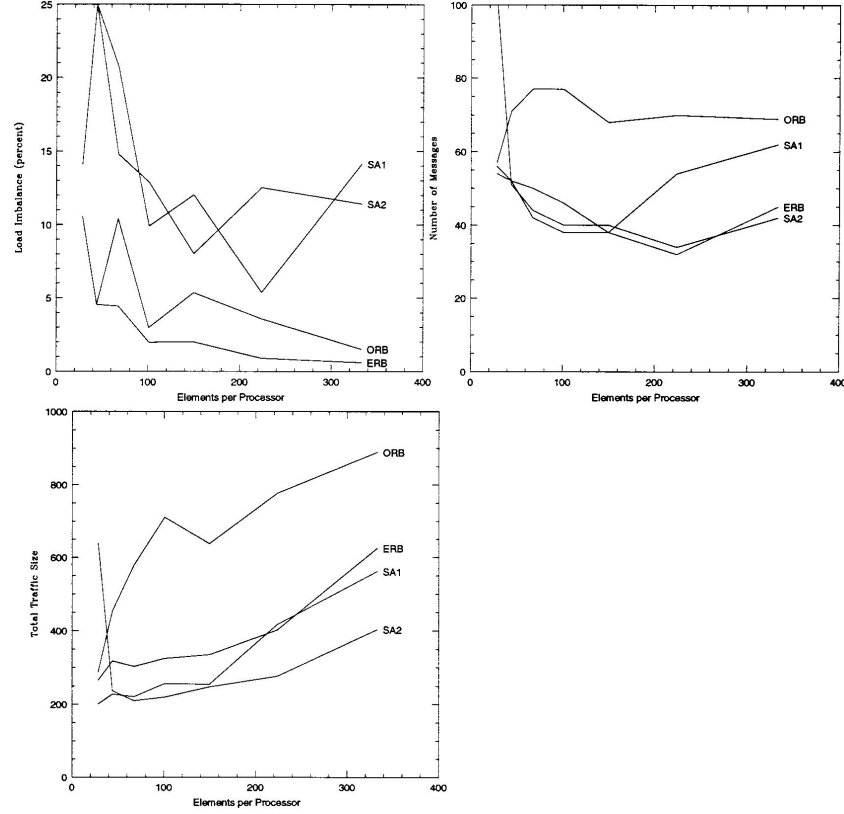 25
20
15
10
5
0
Load Imbalance (percent)
SA1
SA2
ORB
ERB
0 100 200 300 400
Elements per Processor
100
80
60
40
20
0
Number of Messages
ORB
SA1
ERB
SA2
0 100 200 300 400
Elements per Processor
1000
800
600
400
200
0
Total Traffic Size
ORB
ERB
SA1
SA2
0 100 200 300 400
Elements per Processor